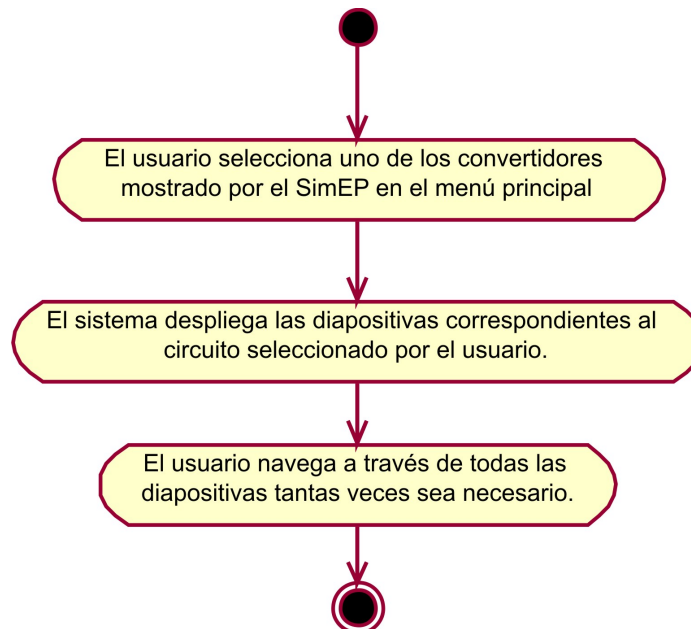 El usuario selecciona uno de los convertidores
mostrado por el SimEP en el menú principal
El sistema despliega las diapositivas correspondientes al
circuito seleccionado por el usuario.
El usuario navega a través de todas las
diapositivas tantas veces sea necesario.